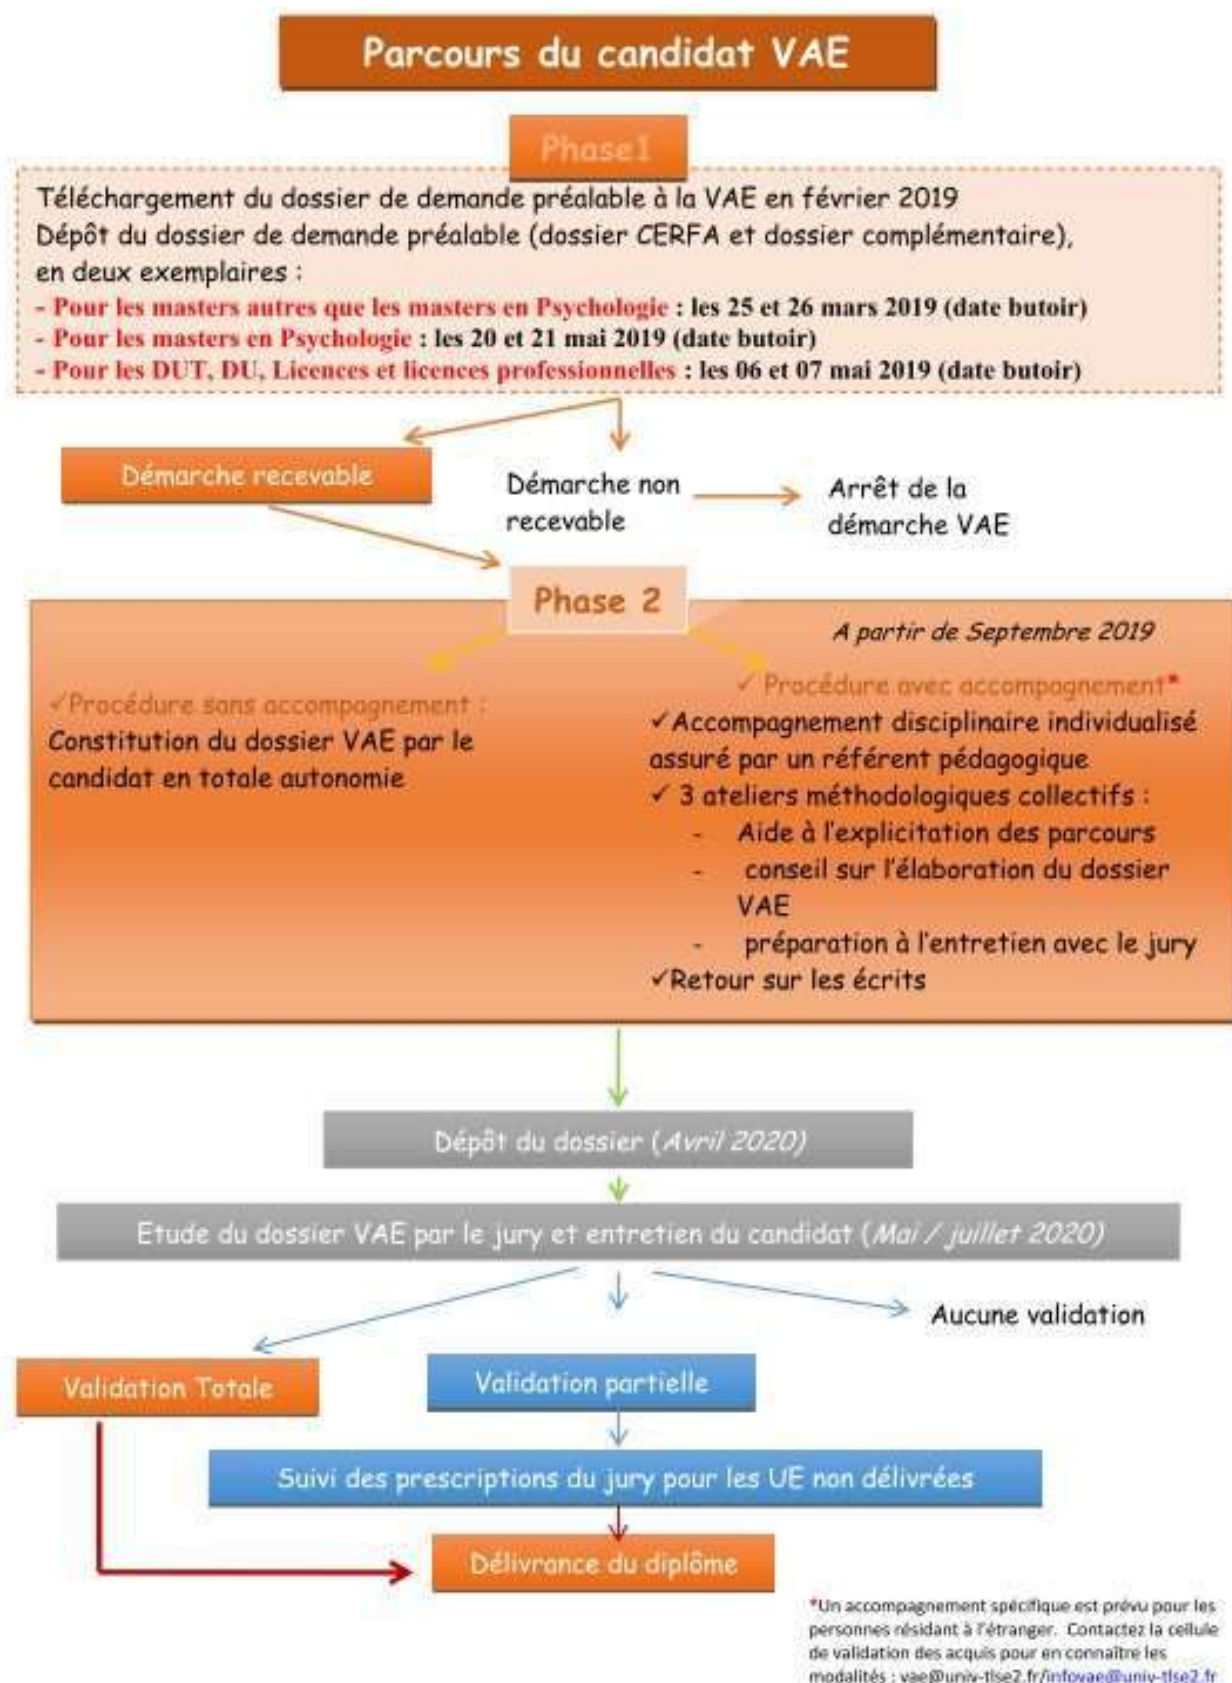 Parcours du candidat VAE
Phase1
Téléchargement du dossier de demande préalable à la VAE en février 2019
Dépôt du dossier de demande préalable (dossier CERFA et dossier complémentaire),
en deux exemplaires :
- Pour les masters autres que les masters en Psychologie : les 25 et 26 mars 2019 (date butoir)
- Pour les masters en Psychologie : les 20 et 21 mai 2019 (date butoir)
- Pour les DUT, DU, Licences et licences professionnelles : les 06 et 07 mai 2019 (date butoir)
Démarche recevable
Démarche non
recevable
Arrêt de la
démarche VAE
Phase 2
A partir de Septembre 2019
✓Procédure sans accompagnement :
Constitution du dossier VAE par le
candidat en totale autonomie
✓ Procédure avec accompagnement*
✓Accompagnement disciplinaire individualisé
assuré par un référent pédagogique
✓ 3 ateliers méthodologiques collectifs :
- Aide à l'explicitation des parcours
- conseil sur l'élaboration du dossier
VAE
- préparation à l'entretien avec le jury
✓Retour sur les écrits
Dépôt du dossier (Avril 2020)
Etude du dossier VAE par le jury et entretien du candidat (Mai / juillet 2020)
Aucune validation
Validation Totale
Validation partielle
Suivi des prescriptions du jury pour les UE non délivrées
Délivrance du diplôme
*Un accompagnement spécifique est prévu pour les
personnes résidant à l'étranger. Contactez la cellule
de validation des acquis pour en connaître les
modalités : vae@univ-tlse2.fr/infovae@univ-tlse2.fr